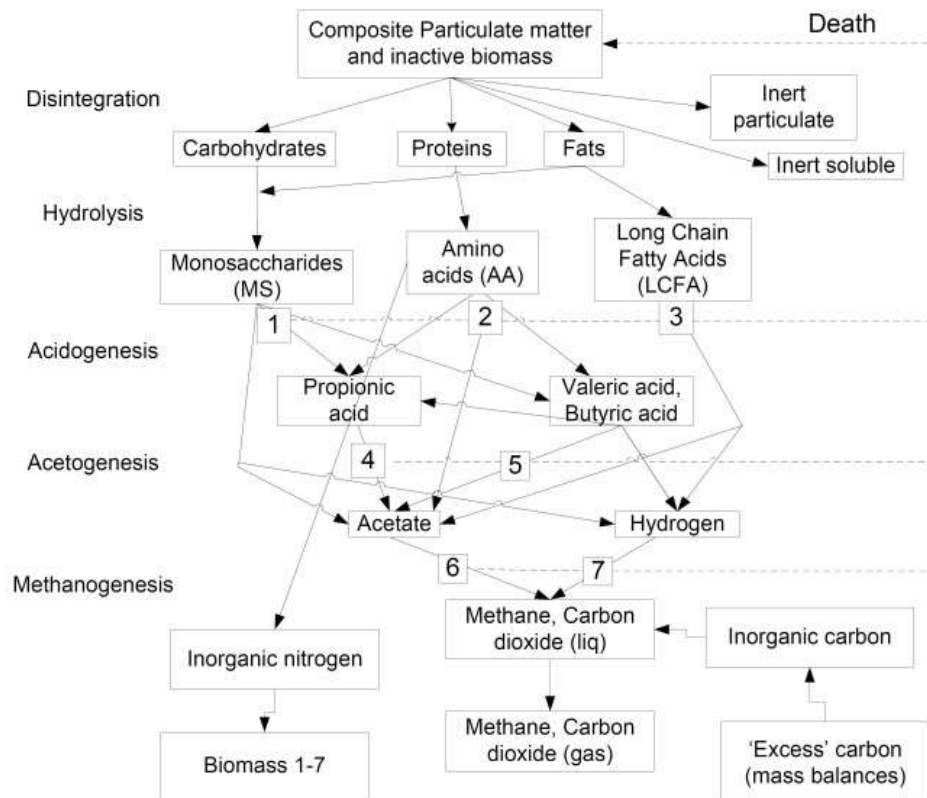 Composite Particulate matter
and inactive biomass
Death
Disintegration
Inert
particulate
Carbohydrates
Proteins
Fats
Inert soluble
Hydrolysis
Monosaccharides
(MS)
Amino
acids (AA)
Long Chain
Fatty Acids
(LCFA)
1
2
3
Acidogenesis
Propionic
acid
Valeric acid,
Butyric acid
Acetogenesis
4
5
Acetate
Hydrogen
Methanogenesis
6
7
Methane, Carbon
dioxide (liq)
Inorganic carbon
Inorganic nitrogen
Methane, Carbon
dioxide (gas)
Biomass 1-7
‘Excess’ carbon
(mass balances)